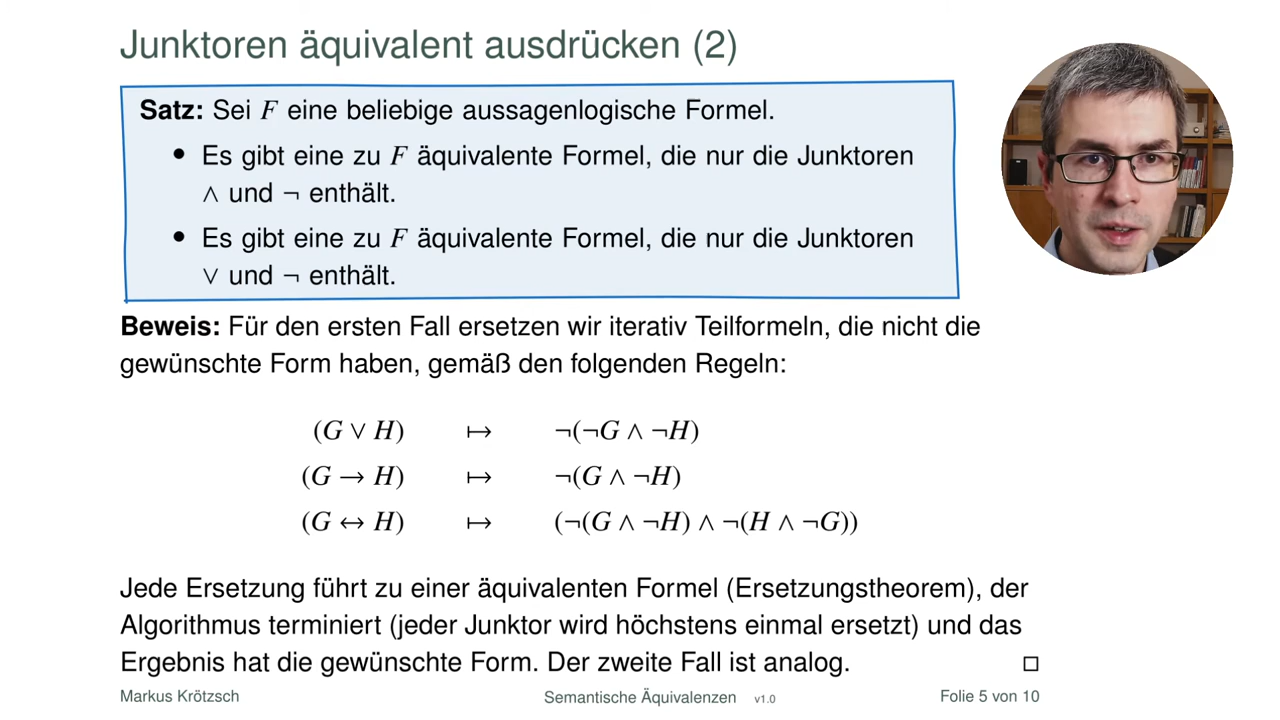 Junktoren äquivalent ausdrücken (2)
Satz: Sei F eine beliebige aussagenlogische Formel.
• Es gibt eine zu F äquivalente Formel, die nur die Junktoren
∧ und ¬ enthält.
• Es gibt eine zu F äquivalente Formel, die nur die Junktoren
∨ und ¬ enthält.
Beweis: Für den ersten Fall ersetzen wir iterativ Teilformeln, die nicht die
gewünschte Form haben, gemäß den folgenden Regeln:
(G ∨ H) ↦ ¬(¬G ∧ ¬H)
(G → H) ↦ ¬(G ∧ ¬H)
(G ↔ H) ↦ (¬(G ∧ ¬H) ∧ ¬(H ∧ ¬G))
Jede Ersetzung führt zu einer äquivalenten Formel (Ersetzungstheorem), der
Algorithmus terminiert (jeder Junktor wird höchstens einmal ersetzt) und das
Ergebnis hat die gewünschte Form. Der zweite Fall ist analog. □
Markus Krötzsch Semantische Äquivalenzen v1.0 Folie 5 von 10